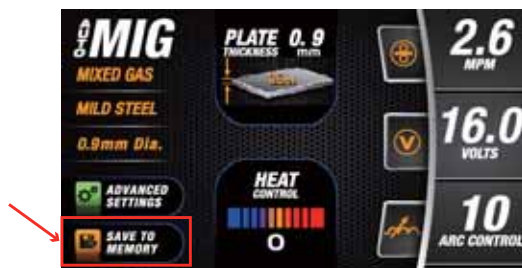 AUTO MIG
MIXED GAS
MILD STEEL
0.9mm Dia.
ADVANCED
SETTINGS
SAVE TO
MEMORY
PLATE 0.9
THICKNESS mm
HEAT
CONTROL
0
2.6
MPM
V
16.0
VOLTS
10
ARC CONTROL